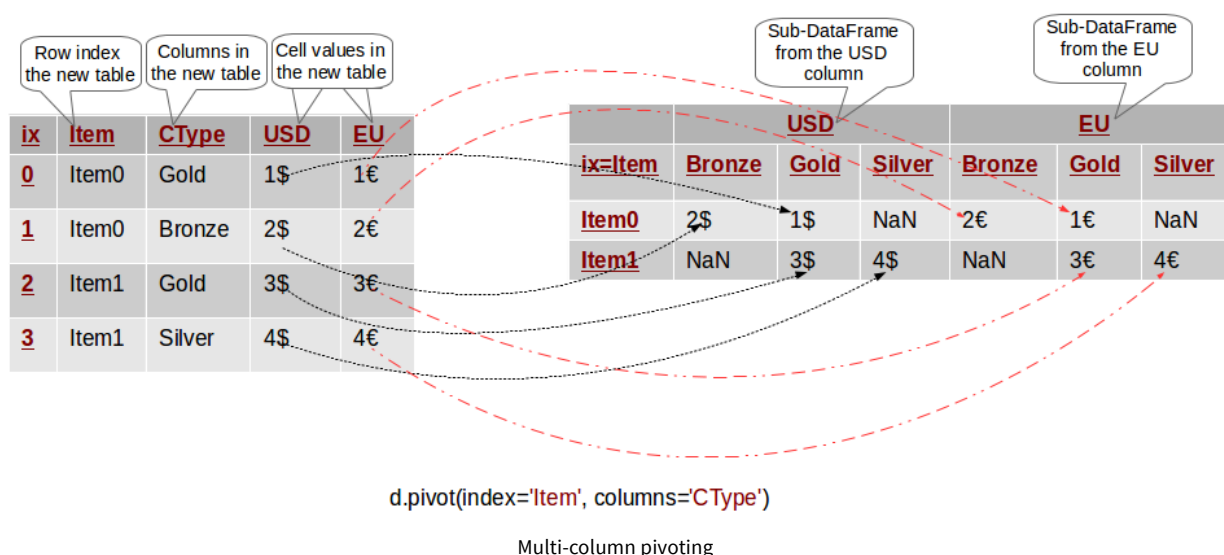 Row index
the new table
Columns in
the new table
Cell values in
the new table
Sub-DataFrame
from the USD
column
Sub-DataFrame
from the EU
column
ix Item CType USD EU
0 Item0 Gold 1$ 1€
1 Item0 Bronze 2$ 2€
2 Item1 Gold 3$ 3€
3 Item1 Silver 4$ 4€
USD EU
ix=Item Bronze Gold Silver Bronze Gold Silver
Item0 2$ 1$ NaN 2€ 1€ NaN
Item1 NaN 3$ 4$ NaN 3€ 4€
d.pivot(index='Item', columns='CType')
Multi-column pivoting